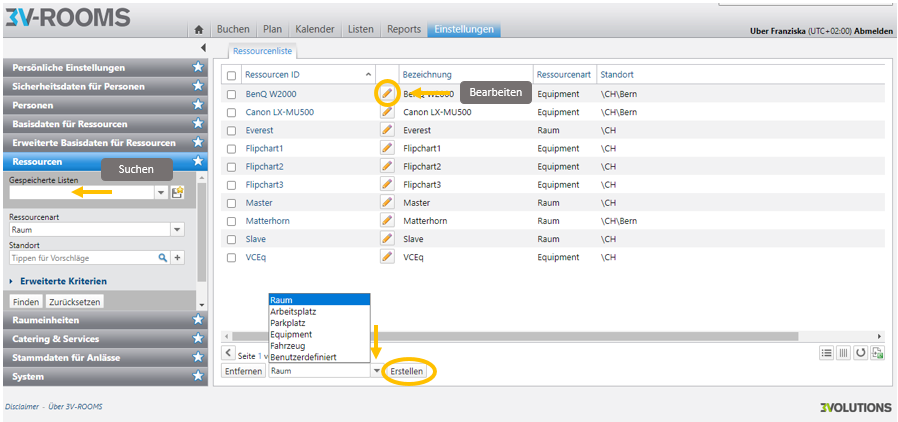 3V-ROOMS
Buchen Plan Kalender Listen Reports Einstellungen
Uber Franziska (UTC+02:00) Abmelden
Persönliche Einstellungen
Sicherheitsdaten für Personen
Personen
Basisdaten für Ressourcen
Erweiterte Basisdaten für Ressourcen
Ressourcen
Suchen
Gespeicherte Listen
Ressourcenart
Raum
Standort
Tippen für Vorschläge
Erweiterte Kriterien
Finden Zurücksetzen
Raumeinheiten
Catering & Services
Stammdaten für Anlässe
System
Ressourcenliste
Ressourcen ID Bezeichnung Ressourcenart Standort
BenQ W2000 BenQ W2000 Equipment \CH\Bern
Bearbeiten
Canon LX-MU500 Canon LX-MU500 Equipment \CH\Bern
Everest Everest Raum \CH
Flipchart1 Flipchart1 Equipment \CH
Flipchart2 Flipchart2 Equipment \CH
Flipchart3 Flipchart3 Equipment \CH
Master Master Raum \CH
Matterhorn Matterhorn Raum \CH\Bern
Slave Slave Raum \CH
VCEq VCEq Equipment \CH
Raum
Arbeitsplatz
Parkplatz
Equipment
Fahrzeug
Benutzerdefiniert
Seite 1 v
Entfernen Raum Erstellen
Disclaimer - Über 3V-ROOMS
3VOLUTIONS